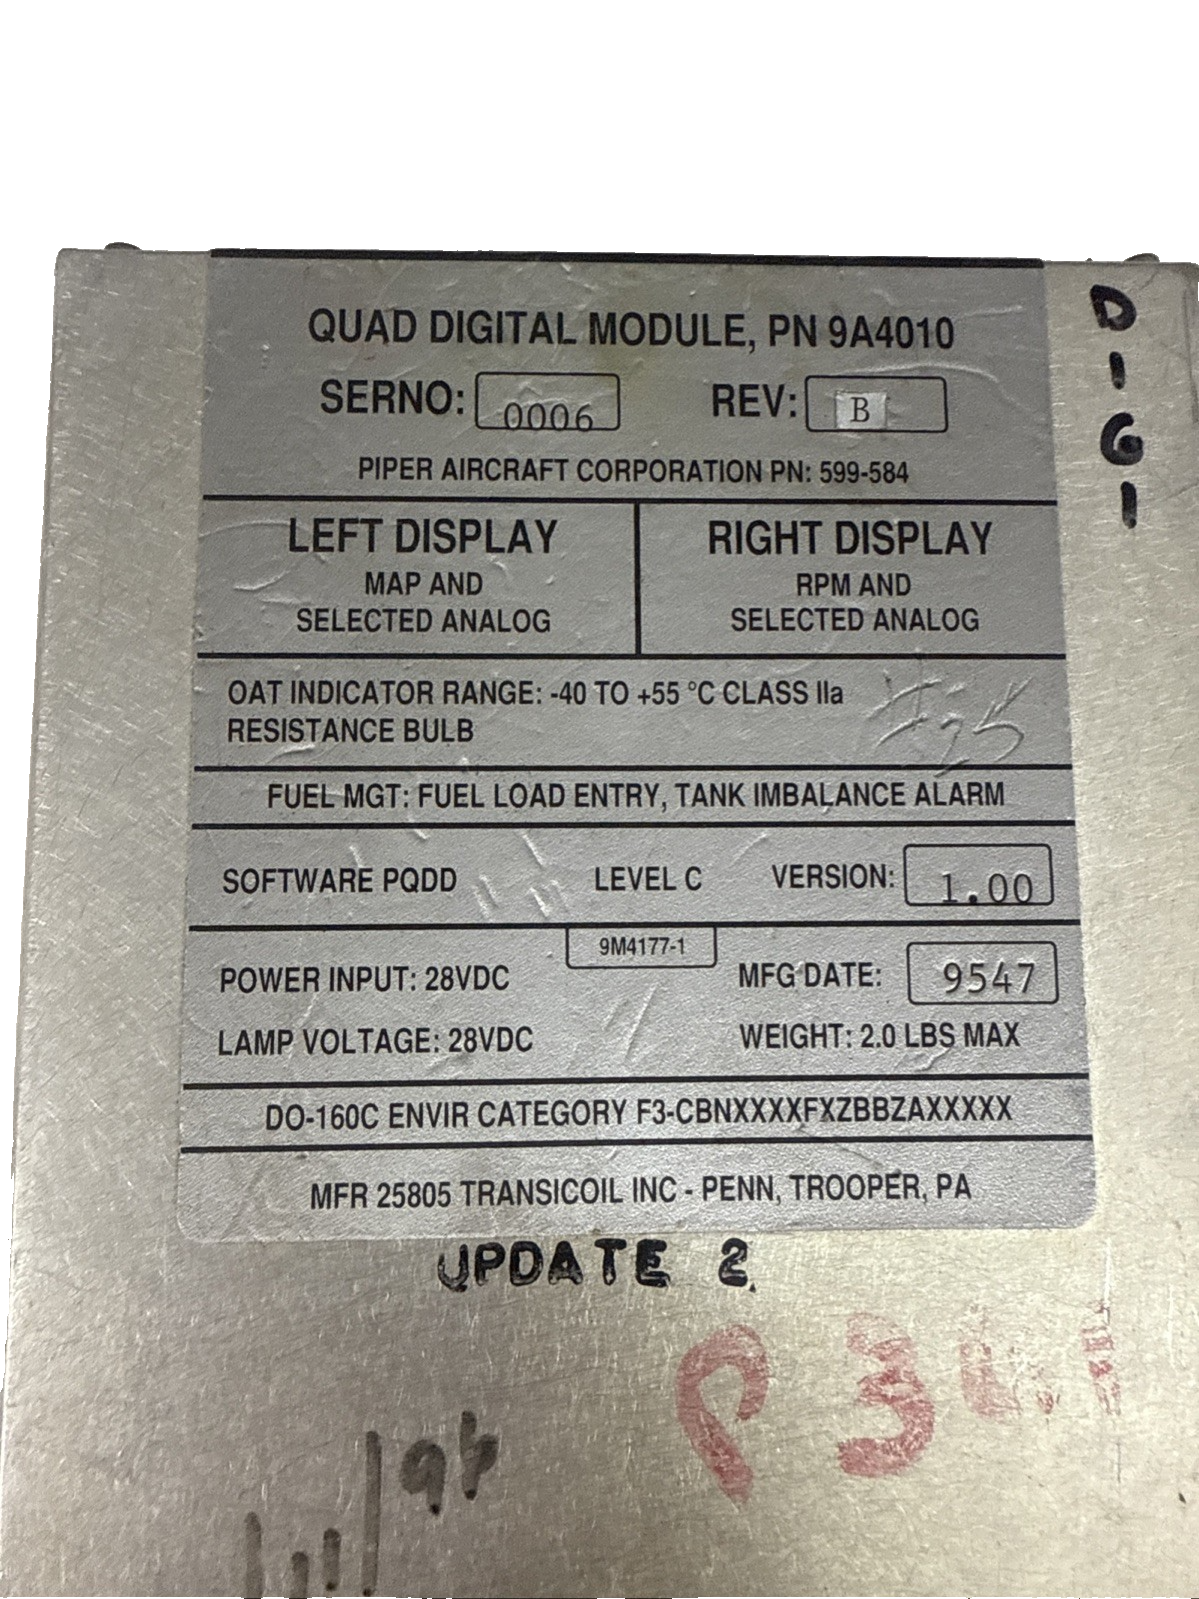 QUAD DIGITAL MODULE, PN 9A4010
SERNO: 0006 REV: B
PIPER AIRCRAFT CORPORATION PN: 599-584
LEFT DISPLAY
MAP AND
SELECTED ANALOG
RIGHT DISPLAY
RPM AND
SELECTED ANALOG
OAT INDICATOR RANGE: -40 TO +55 °C CLASS IIa
RESISTANCE BULB
FUEL MGT: FUEL LOAD ENTRY, TANK IMBALANCE ALARM
SOFTWARE PQDD LEVEL C VERSION: 1.00
9M4177-1
POWER INPUT: 28VDC MFG DATE: 9547
LAMP VOLTAGE: 28VDC WEIGHT: 2.0 LBS MAX
DO-160C ENVIR CATEGORY F3-CBNXXXXFXZBBZAXXXXX
MFR 25805 TRANSICOIL INC - PENN, TROOPER, PA
DIGI
UPDATE 2
P3